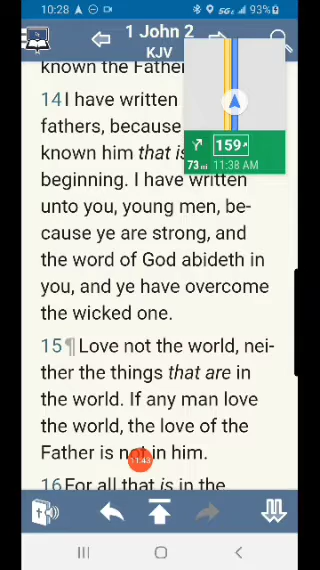 10:28
5G 93%
1 John 2
KJV
known the Father
14 I have written
fathers, because
known him that is
beginning. I have written
unto you, young men, be-
cause ye are strong, and
the word of God abideth in
you, and ye have overcome
the wicked one.
15 ¶ Love not the world, nei-
ther the things that are in
the world. If any man love
the world, the love of the
Father is not in him.
16 For all that is in the
159A
73 mi 11:38 AM
11:43